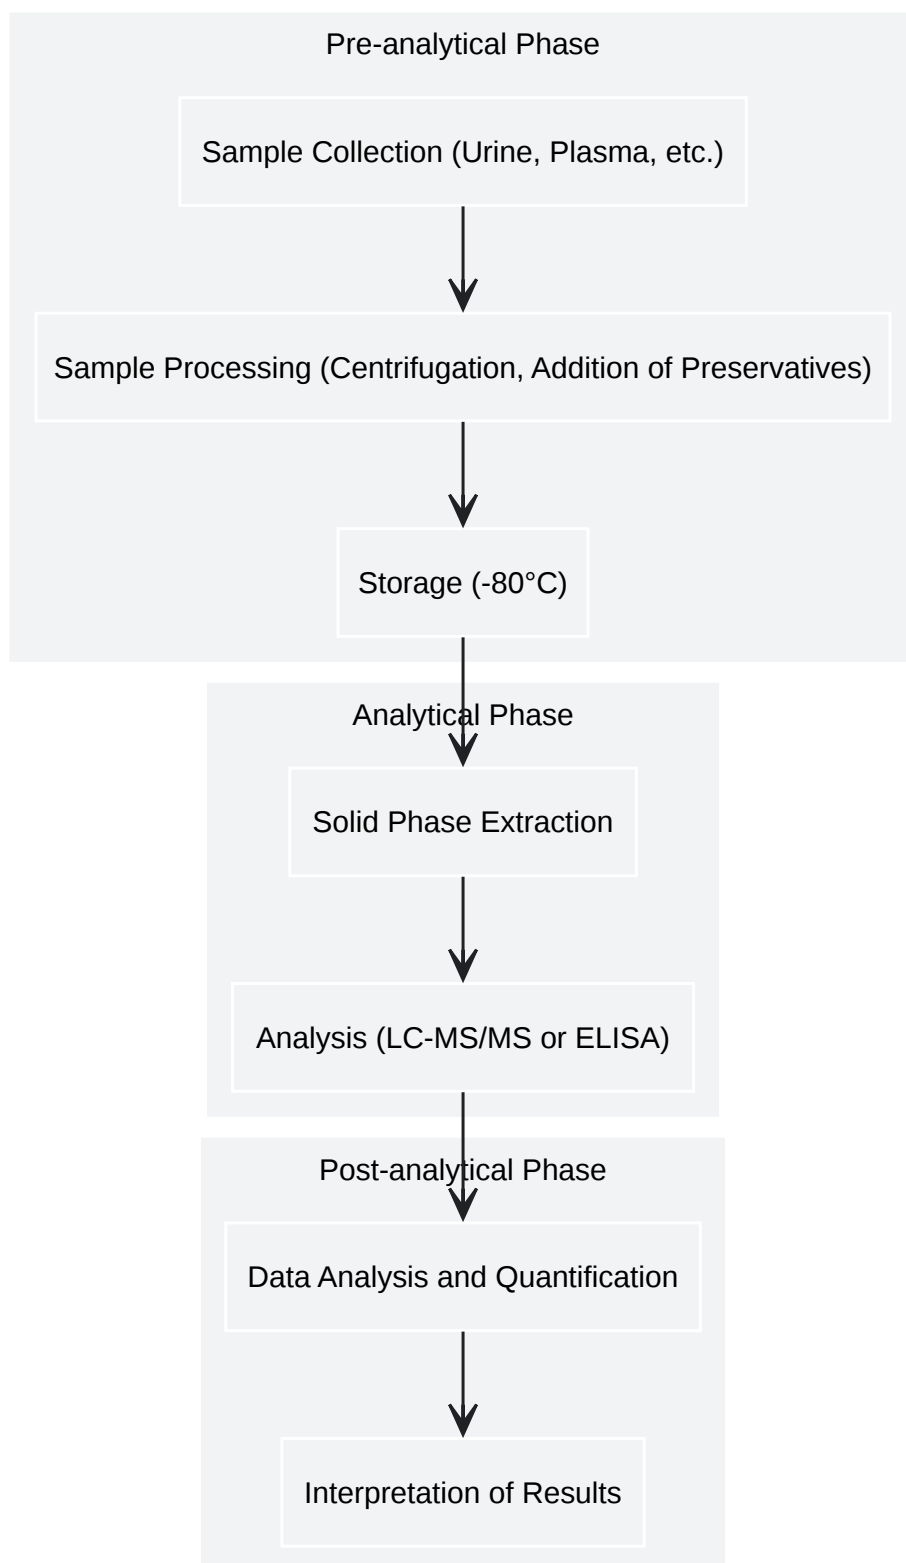 Pre-analytical Phase
Sample Collection (Urine, Plasma, etc.)
Sample Processing (Centrifugation, Addition of Preservatives)
Storage (-80°C)
Analytical Phase
Solid Phase Extraction
Analysis (LC-MS/MS or ELISA)
Post-analytical Phase
Data Analysis and Quantification
Interpretation of Results